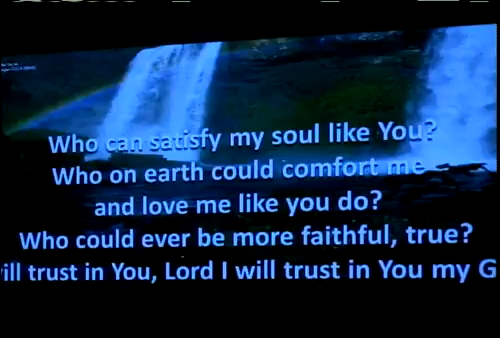 Who can satisfy my soul like You?
Who on earth could comfort me
and love me like you do?
Who could ever be more faithful, true?
ill trust in You, Lord I will trust in You my G